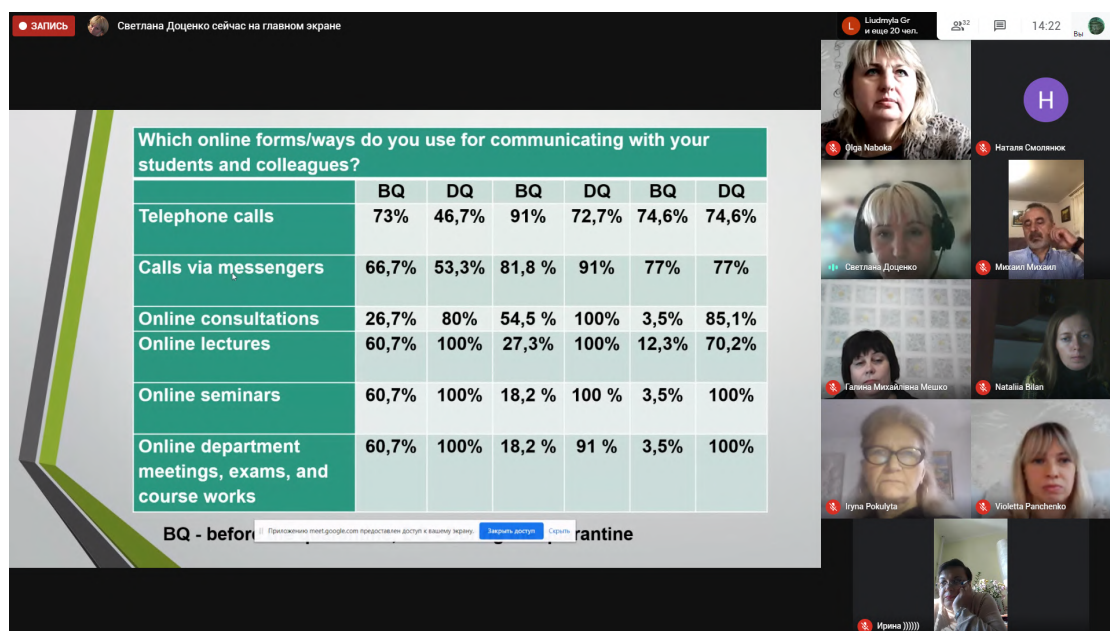 ЗАПИСЬ
Светлана Доценко сейчас на главном экране
L
Liudmyla Gr
и еще 20 чел.
32
14:22
Вы
Which online forms/ways do you use for communicating with your
students and colleagues?
BQ DQ BQ DQ BQ DQ
Telephone calls 73% 46,7% 91% 72,7% 74,6% 74,6%
Calls via messengers 66,7% 53,3% 81,8 % 91% 77% 77%
Online consultations 26,7% 80% 54,5 % 100% 3,5% 85,1%
Online lectures 60,7% 100% 27,3% 100% 12,3% 70,2%
Online seminars 60,7% 100% 18,2 % 100 % 3,5% 100%
Online department 60,7% 100% 18,2 % 91 % 3,5% 100%
meetings, exams, and
course works
BQ - befor rantine
Приложению meet.google.com предоставлен доступ к вашему экрану.
Закрыть доступ
Скрыть
Olga Naboka
Н
Наталя Смолянюк
Светлана Доценко
Михаил Михаил
Галина Михайлівна Мешко
Nataliia Bilan
Iryna Pokulyta
Violetta Panchenko
Ирина ))))))